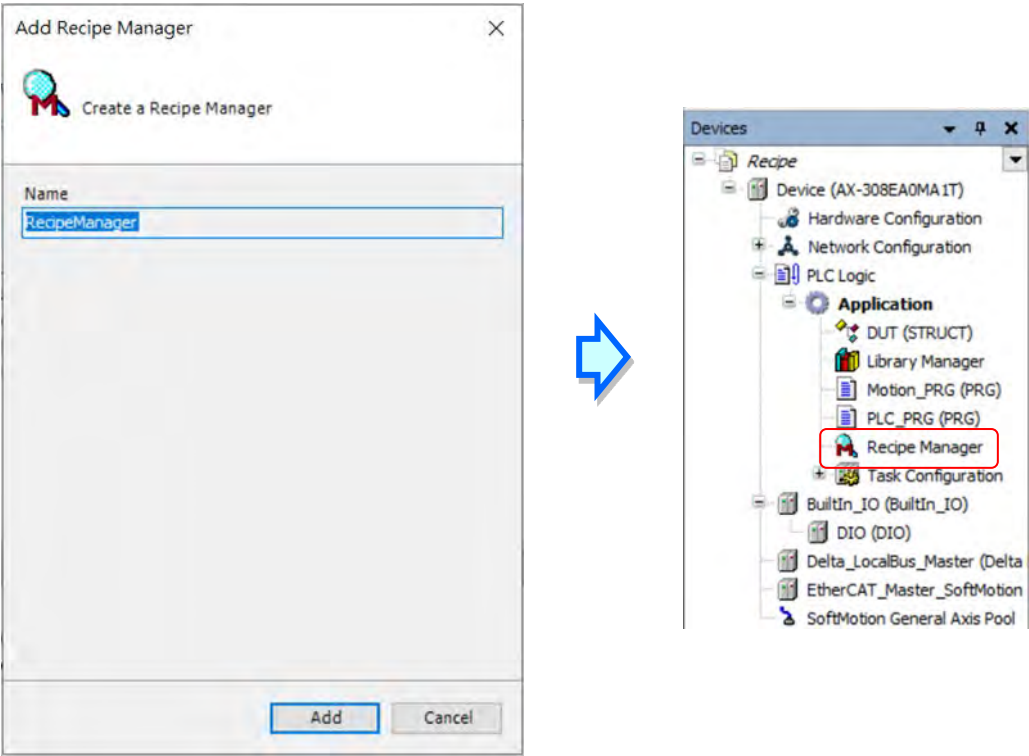 Add Recipe Manager
Create a Recipe Manager
Name
RecipeManager
Add
Cancel
Devices
Recipe
Device (AX-308EA0MA1T)
Hardware Configuration
Network Configuration
PLC Logic
Application
DUT (STRUCT)
Library Manager
Motion_PRG (PRG)
PLC_PRG (PRG)
Recipe Manager
Task Configuration
BuiltIn_IO (BuiltIn_IO)
DIO (DIO)
Delta_LocalBus_Master (Delta
EtherCAT_Master_SoftMotion
SoftMotion General Axis Pool